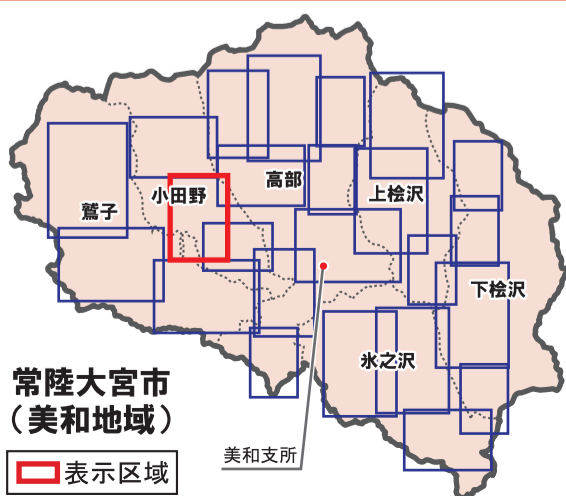 高部
小田野
上桧沢
鷲子
下桧沢
氷之沢
常陸大宮市
（美和地域）
美和支所
表示区域